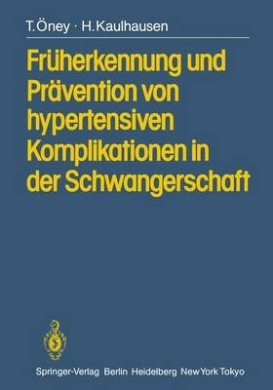 T. Öney · H. Kaulhausen
Früherkennung und
Prävention von
hypertensiven
Komplikationen in
der Schwangerschaft
Springer-Verlag Berlin Heidelberg New York Tokyo